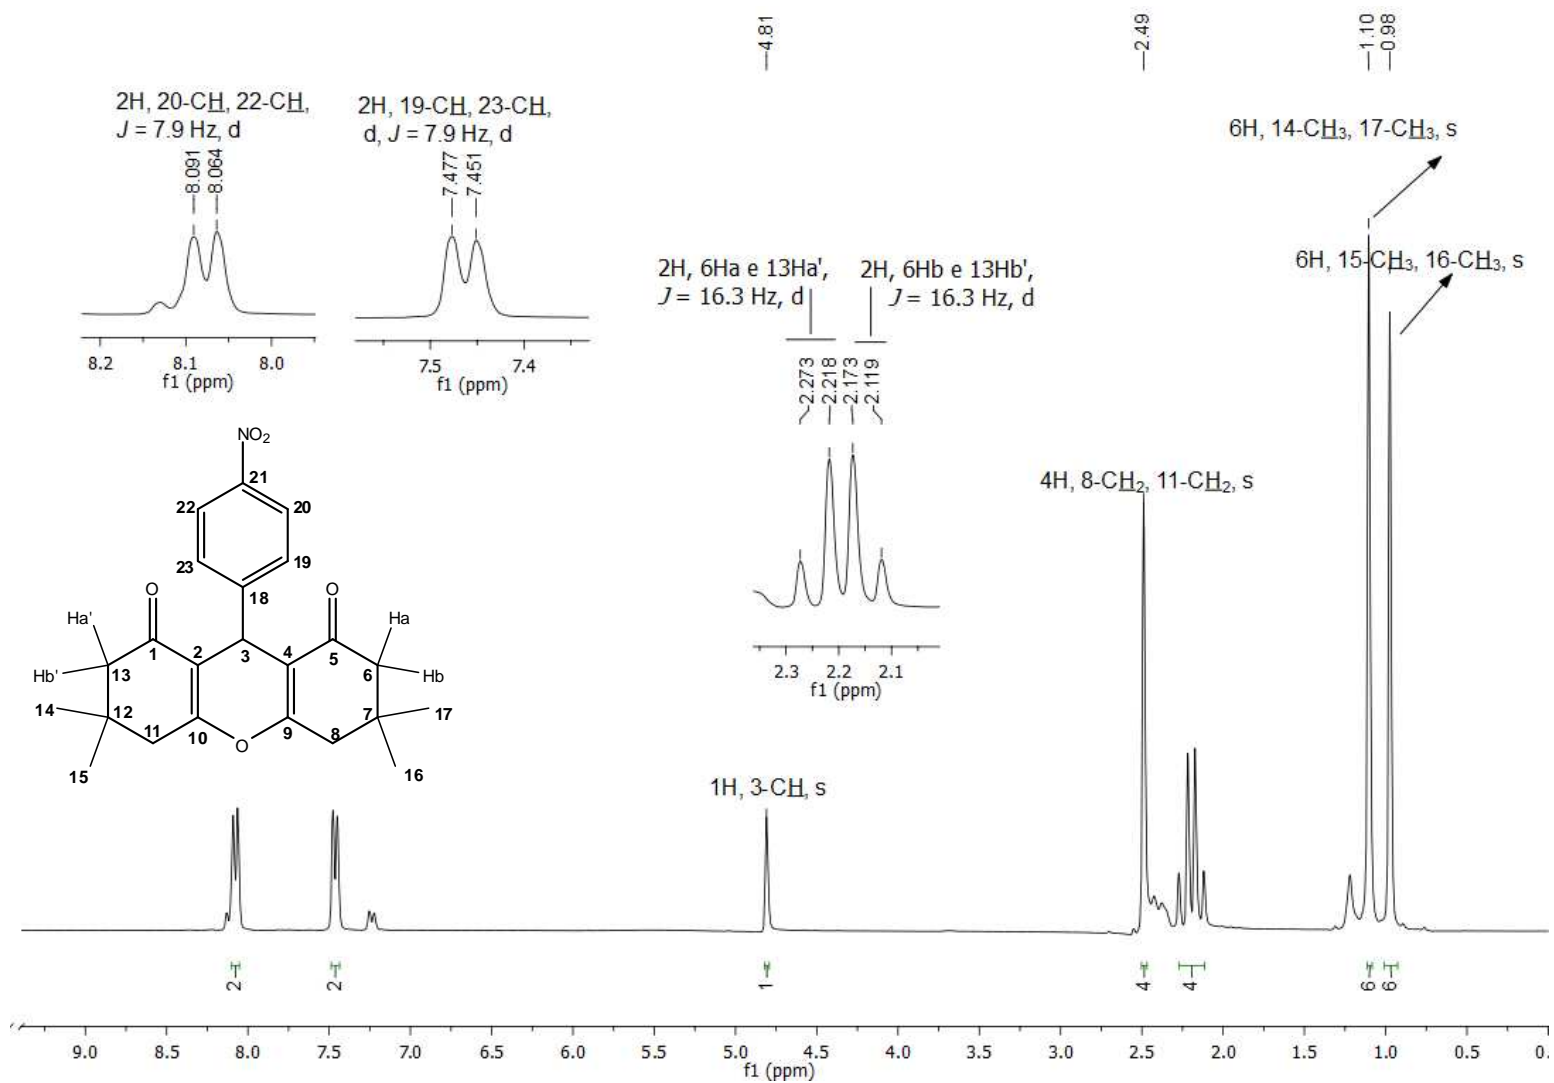 4.81
2.49
1.10
0.98
2H, 20-CH, 22-CH,
J = 7.9 Hz, d
8.091
8.064
8.2 8.1 8.0
f1 (ppm)
2H, 19-CH, 23-CH,
d, J = 7.9 Hz, d
7.477
7.451
7.5 7.4
f1 (ppm)
6H, 14-CH₃, 17-CH₃, s
6H, 15-CH₃, 16-CH₃, s
2H, 6Ha e 13Ha',
J = 16.3 Hz, d
2H, 6Hb e 13Hb',
J = 16.3 Hz, d
2.273
2.218
2.173
2.119
2.3 2.2 2.1
f1 (ppm)
4H, 8-CH₂, 11-CH₂, s
1H, 3-CH, s
NO₂
21
22 20
23 19
18
O O
Ha' Ha
1 2 3 4 5
Hb' 13 6 Hb
14 12 7 17
11 10 O 9 8
15 16
2 2 1 4 4 6 6
9.0 8.5 8.0 7.5 7.0 6.5 6.0 5.5 5.0 4.5 4.0 3.5 3.0 2.5 2.0 1.5 1.0 0.5
f1 (ppm)